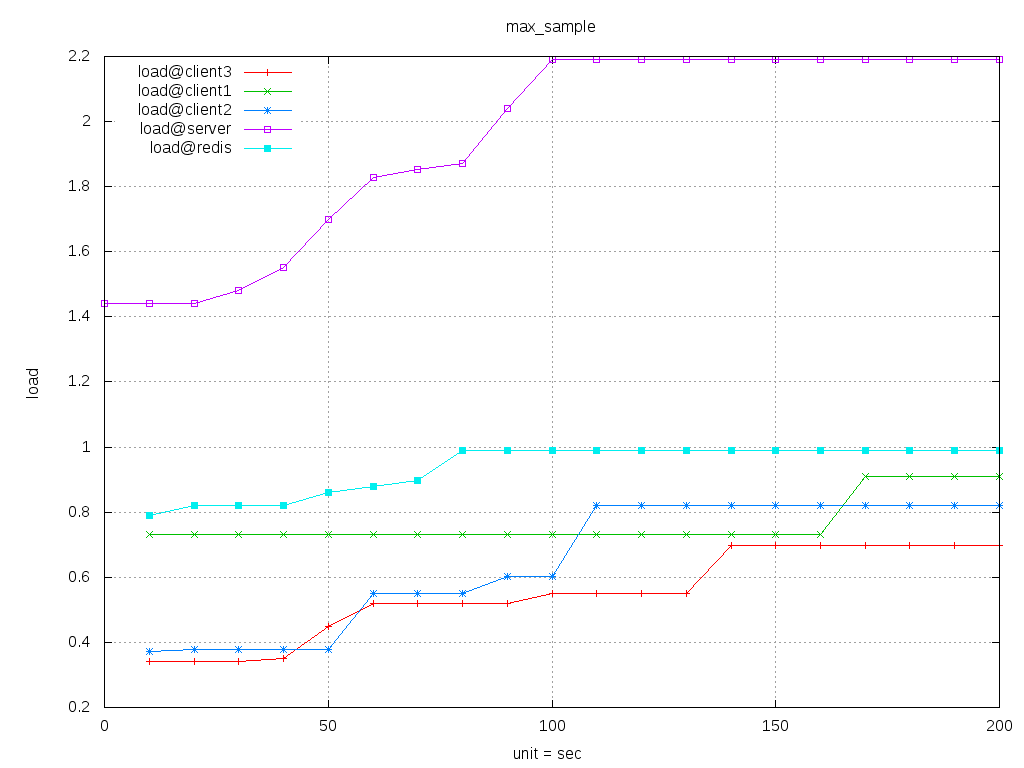 max_sample
load@client3
load@client1
load@client2
load@server
load@redis
2.2
2
1.8
1.6
1.4
1.2
1
0.8
0.6
0.4
0.2
load
0 50 100 150 200
unit = sec